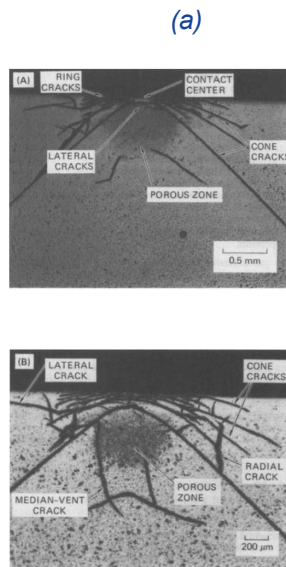 (a)
(A)
RING
CRACKS
CONTACT
CENTER
LATERAL
CRACKS
CONE
CRACKS
POROUS ZONE
0.5 mm
(B)
LATERAL
CRACK
CONE
CRACKS
RADIAL
CRACK
MEDIAN-VENT
CRACK
POROUS
ZONE
200 μm